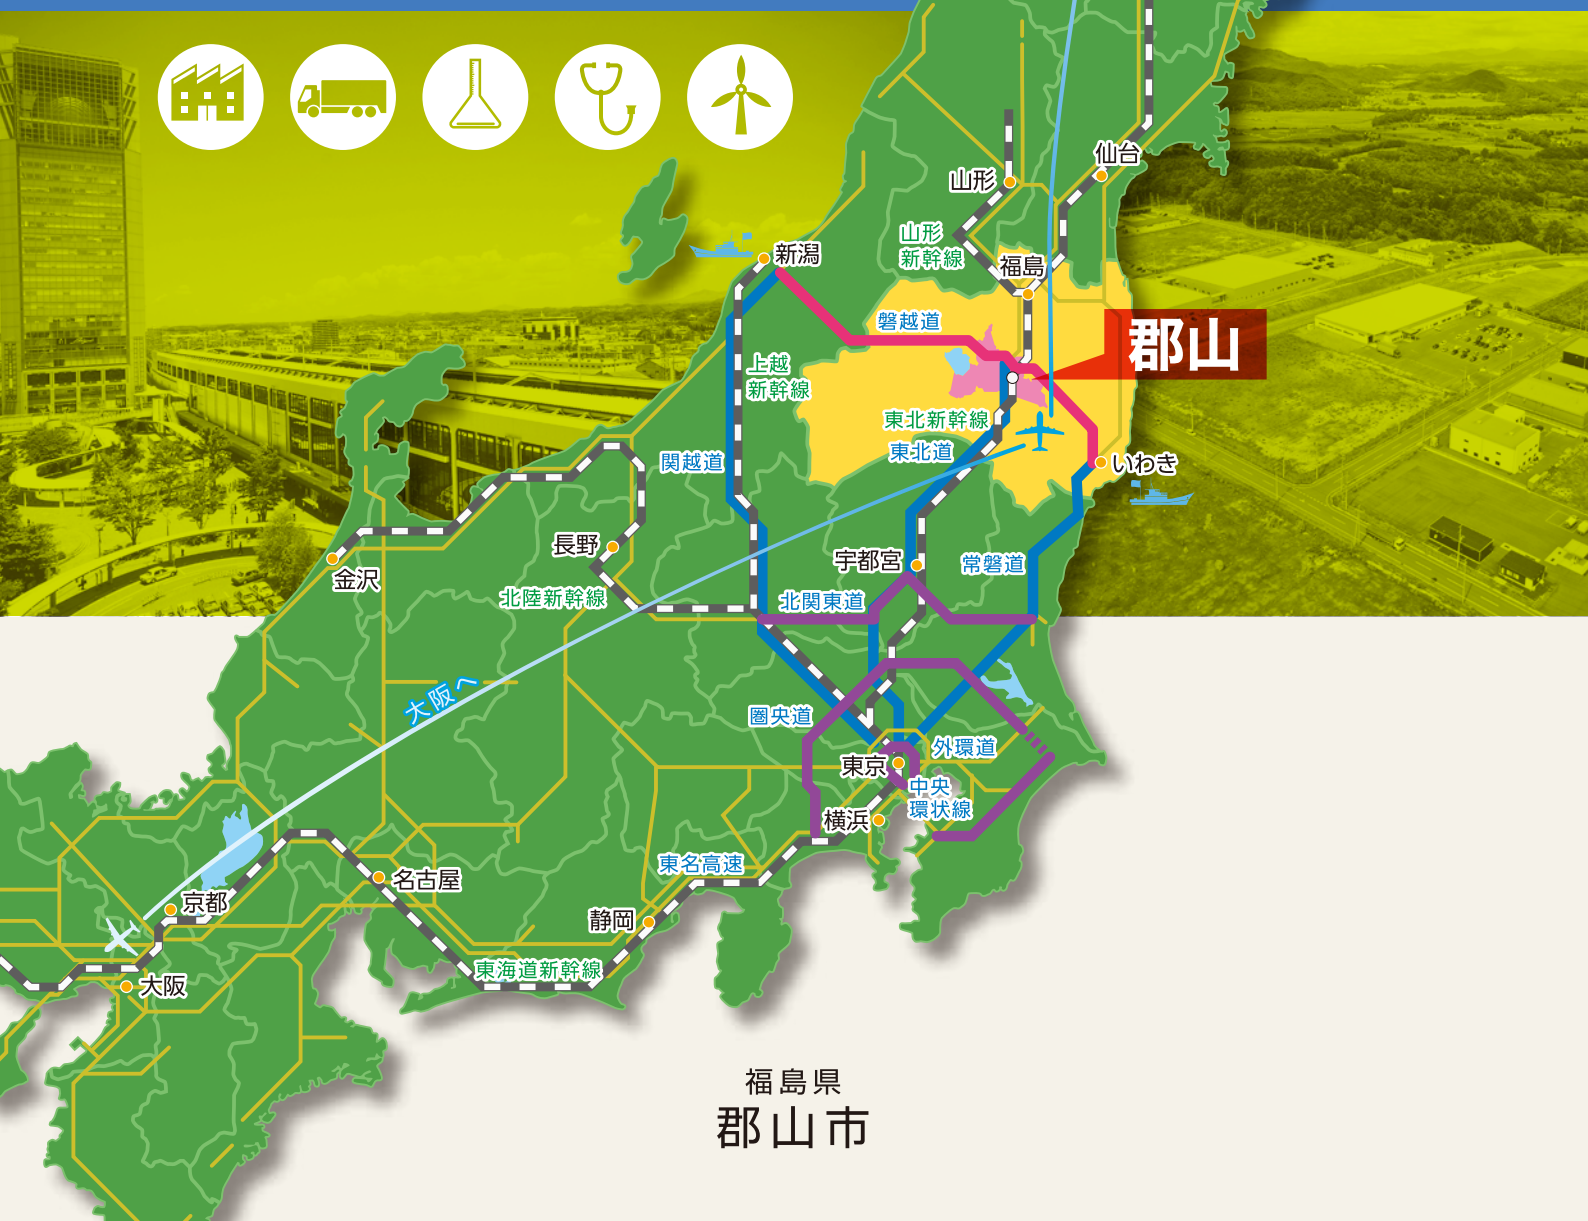 仙台
山形
山形
新幹線
新潟
福島
磐越道
郡山
上越
新幹線
東北新幹線
東北道
関越道
いわき
長野
宇都宮
常磐道
金沢
北陸新幹線
北関東道
大阪へ
圏央道
外環道
東京
中央
環状線
横浜
東名高速
名古屋
京都
静岡
東海道新幹線
大阪
福島県
郡山市